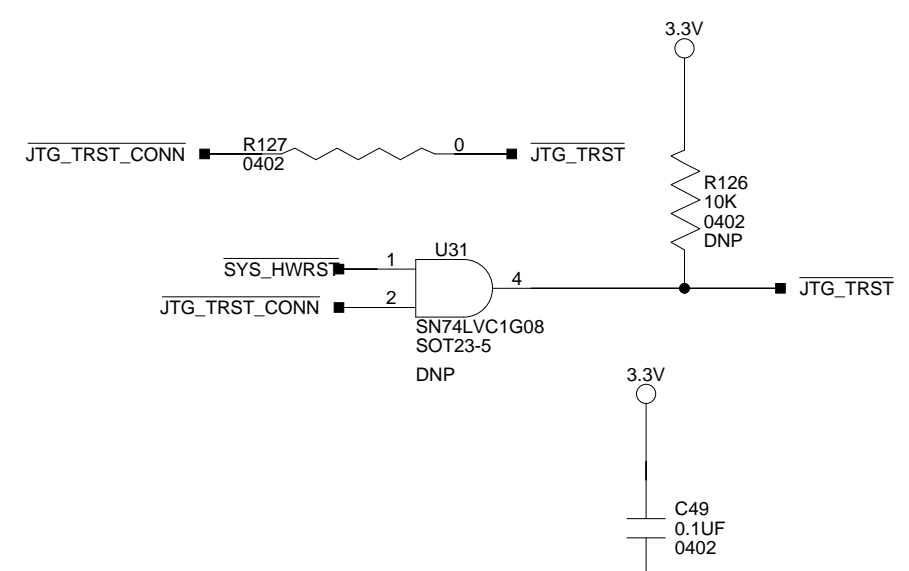 3.3V
R127
0
JTG_TRST_CONN
JTG_TRST
0402
R126
10K
0402
DNP
U31
SYS_HWRST
1
4
JTG_TRST
JTG_TRST_CONN
2
SN74LVC1G08
SOT23-5
DNP
3.3V
C49
0.1UF
0402